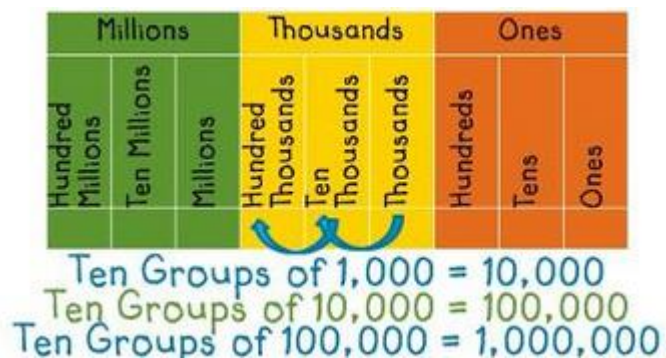 Millions Thousands Ones
Hundred Millions
Ten Millions
Millions
Hundred Thousands
Ten Thousands
Thousands
Hundreds
Tens
Ones
Ten Groups of 1,000 = 10,000
Ten Groups of 10,000 = 100,000
Ten Groups of 100,000 = 1,000,000